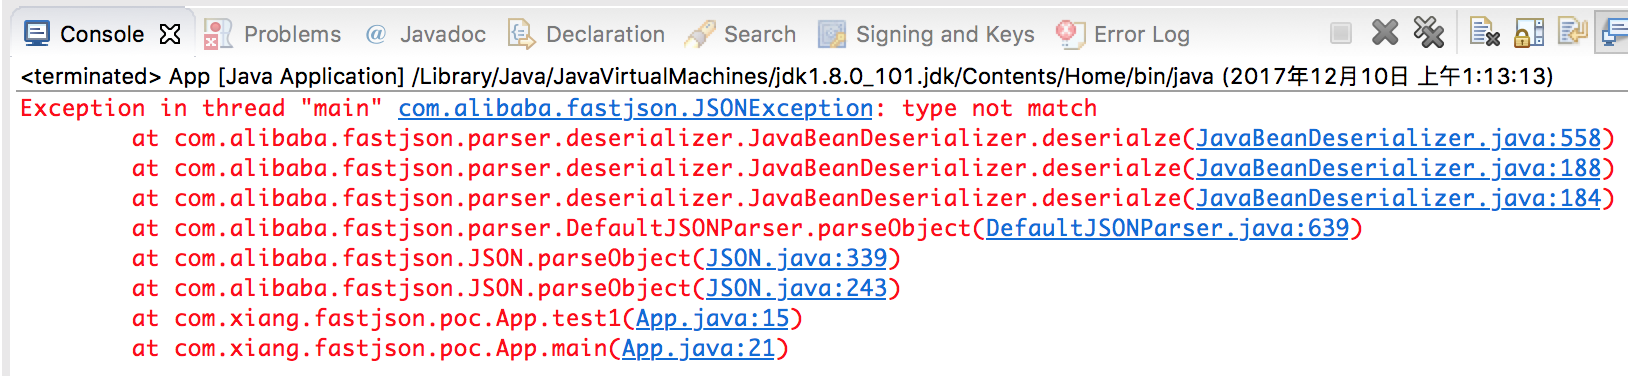 Console Problems @ Javadoc Declaration Search Signing and Keys Error Log
<terminated> App [Java Application] /Library/Java/JavaVirtualMachines/jdk1.8.0_101.jdk/Contents/Home/bin/java (2017年12月10日 上午1:13:13)
Exception in thread "main" com.alibaba.fastjson.JSONException: type not match
at com.alibaba.fastjson.parser.deserializer.JavaBeanDeserializer.deserialze(JavaBeanDeserializer.java:558)
at com.alibaba.fastjson.parser.deserializer.JavaBeanDeserializer.deserialze(JavaBeanDeserializer.java:188)
at com.alibaba.fastjson.parser.deserializer.JavaBeanDeserializer.deserialze(JavaBeanDeserializer.java:184)
at com.alibaba.fastjson.parser.DefaultJSONParser.parseObject(DefaultJSONParser.java:639)
at com.alibaba.fastjson.JSON.parseObject(JSON.java:339)
at com.alibaba.fastjson.JSON.parseObject(JSON.java:243)
at com.xiang.fastjson.poc.App.test1(App.java:15)
at com.xiang.fastjson.poc.App.main(App.java:21)